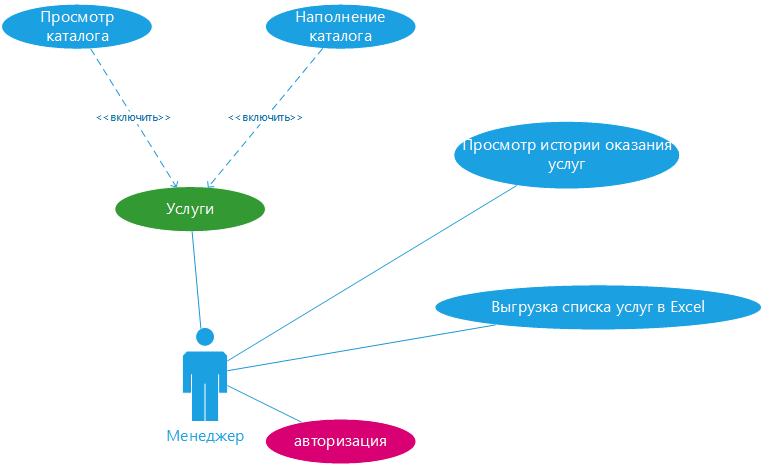 Просмотр
каталога
Наполнение
каталога
<<включить>>
<<включить>>
Просмотр истории оказания
услуг
Услуги
Выгрузка списка услуг в Excel
Менеджер
авторизация